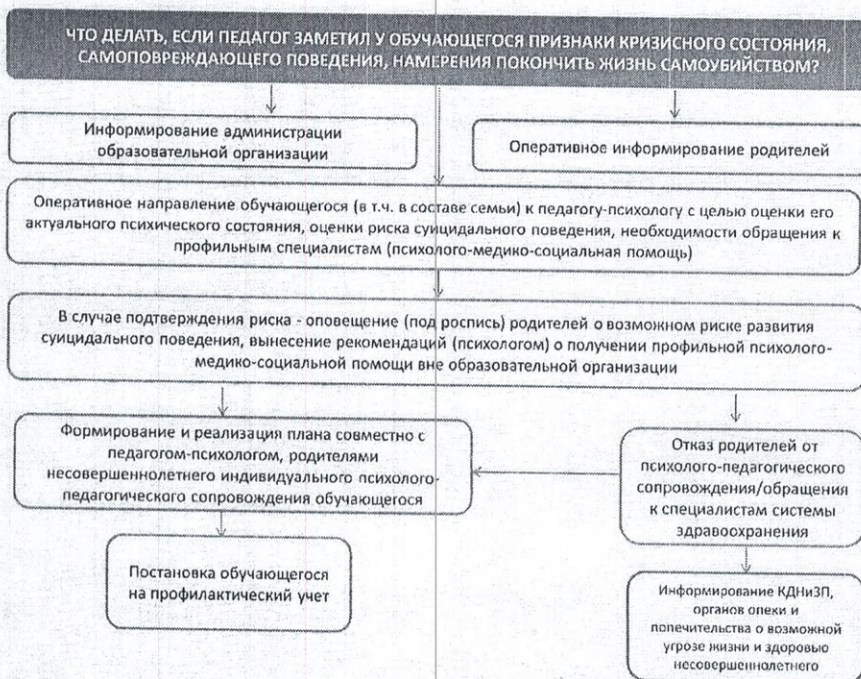 ЧТО ДЕЛАТЬ, ЕСЛИ ПЕДАГОГ ЗАМЕТИЛ У ОБУЧАЮЩЕГОСЯ ПРИЗНАКИ КРИЗИСНОГО СОСТОЯНИЯ,
САМОПОВРЕЖДАЮЩЕГО ПОВЕДЕНИЯ, НАМЕРЕНИЯ ПОКОНЧИТЬ ЖИЗНЬ САМОУБИЙСТВОМ?
Информирование администрации
образовательной организации
Оперативное информирование родителей
Оперативное направление обучающегося (в т.ч. в составе семьи) к педагогу-психологу с целью оценки его
актуального психического состояния, оценки риска суицидального поведения, необходимости обращения к
профильным специалистам (психолого-медико-социальная помощь)
В случае подтверждения риска - оповещение (под роспись) родителей о возможном риске развития
суицидального поведения, вынесение рекомендаций (психологом) о получении профильной психолого-
медико-социальной помощи вне образовательной организации
Формирование и реализация плана совместно с
педагогом-психологом, родителями
несовершеннолетнего индивидуального психолого-
педагогического сопровождения обучающегося
Отказ родителей от
психолого-педагогического
сопровождения/обращения
к специалистам системы
здравоохранения
Постановка обучающегося
на профилактический учет
Информирование КДНиЗП,
органов опеки и
попечительства о возможной
угрозе жизни и здоровью
несовершеннолетнего